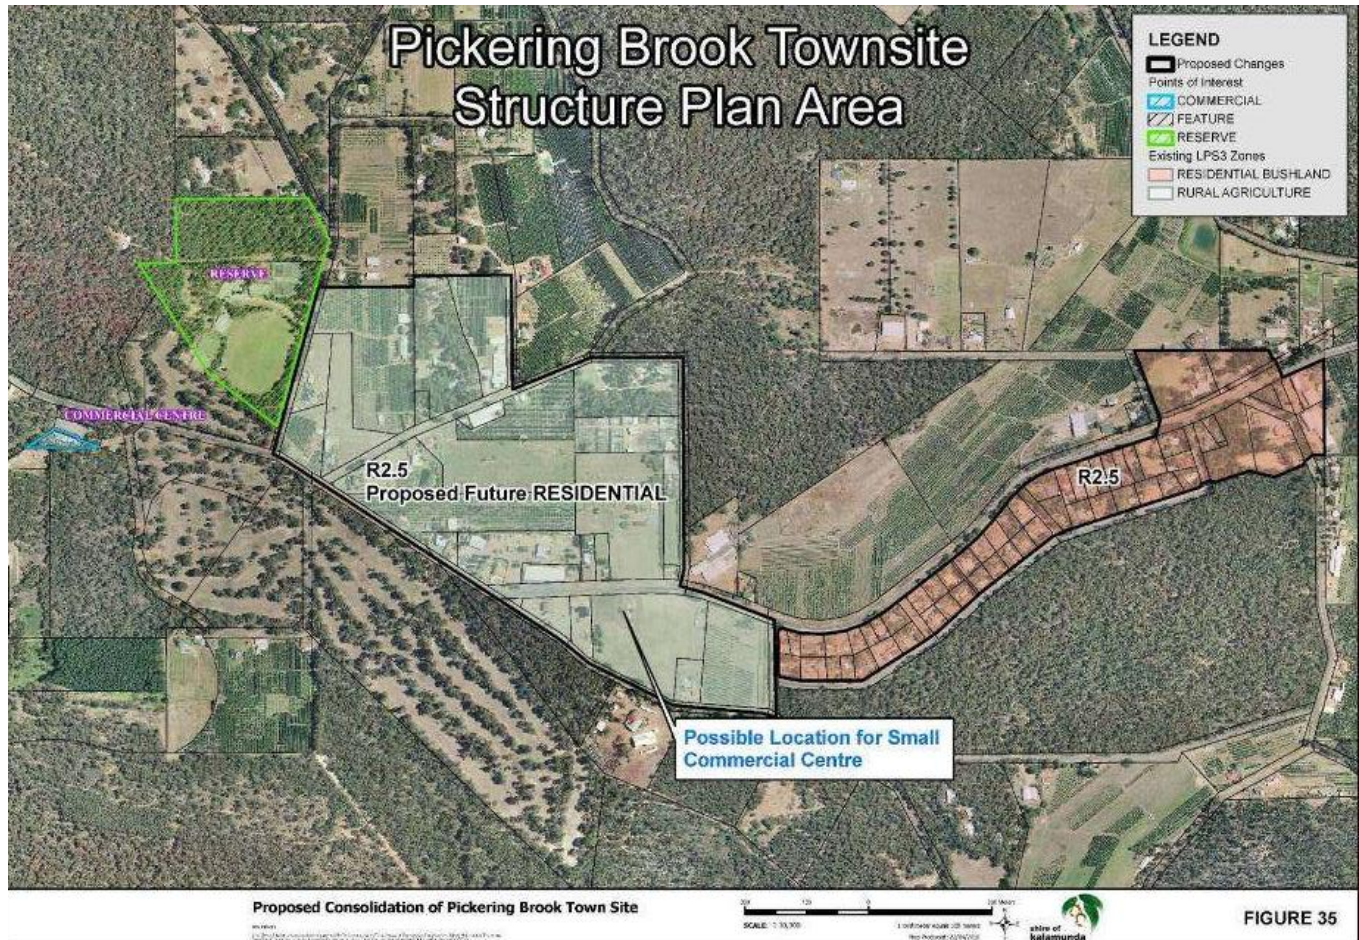 Pickering Brook Townsite
Structure Plan Area
LEGEND
Proposed Changes
Points of Interest
COMMERCIAL
FEATURE
RESERVE
Existing LPS3 Zones
RESIDENTIAL BUSHLAND
RURAL AGRICULTURE
RESERVE
COMMERCIAL CENTRE
R2.5
Proposed Future RESIDENTIAL
R2.5
Possible Location for Small
Commercial Centre
Proposed Consolidation of Pickering Brook Town Site
SCALE:
shire of
kalamunda
FIGURE 35